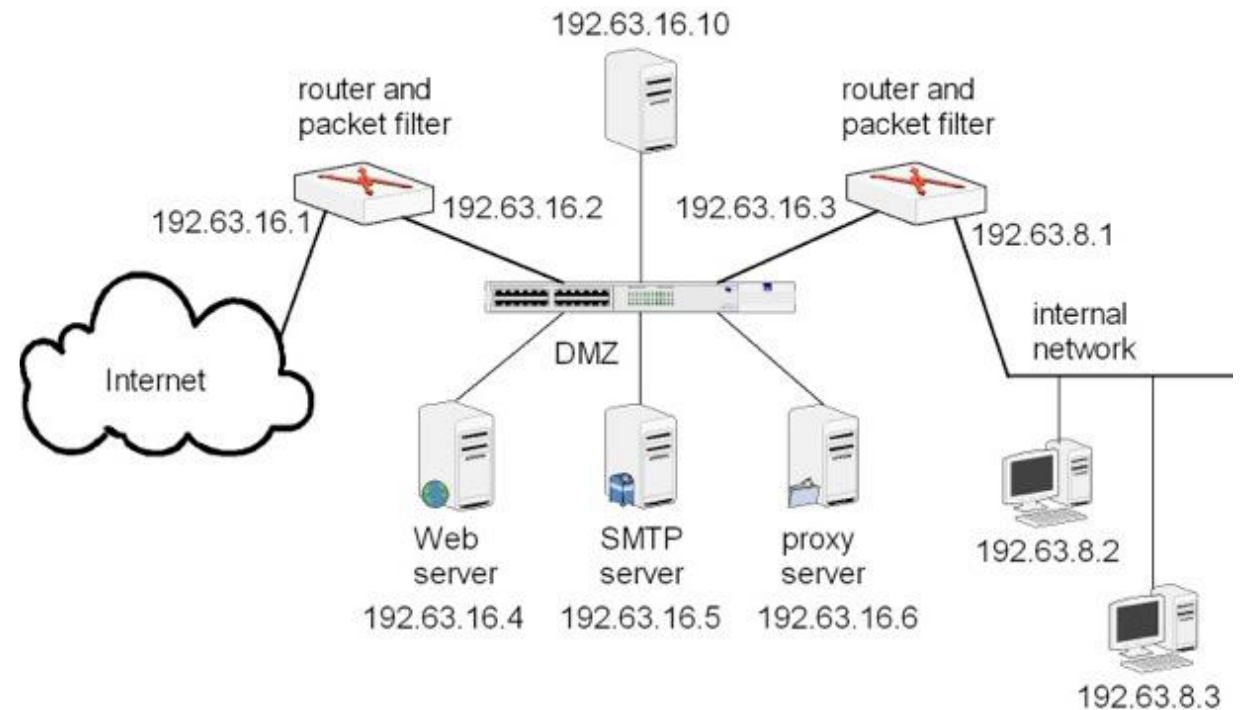 192.63.16.10
router and
packet filter
router and
packet filter
192.63.16.1
192.63.16.2
192.63.16.3
192.63.8.1
Internet
DMZ
internal
network
Web
server
192.63.16.4
SMTP
server
192.63.16.5
proxy
server
192.63.16.6
192.63.8.2
192.63.8.3